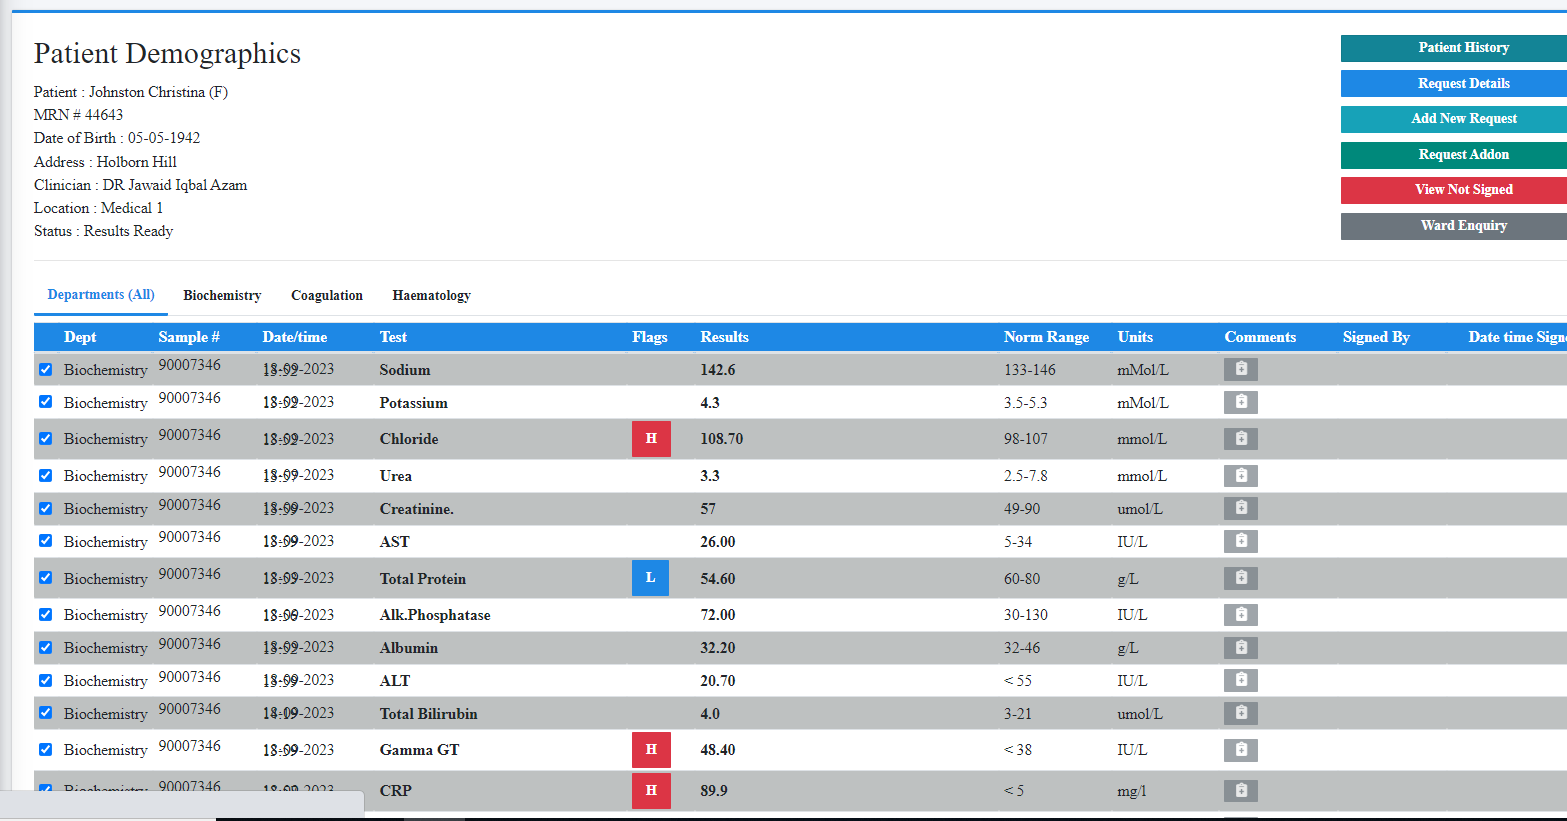 Patient Demographics
Patient : Johnston Christina (F)
MRN # 44643
Date of Birth : 05-05-1942
Address : Holborn Hill
Clinician : DR Jawaid Iqbal Azam
Location : Medical 1
Status : Results Ready
Patient History
Request Details
Add New Request
Request Addon
View Not Signed
Ward Enquiry
Departments (All) Biochemistry Coagulation Haematology
Dept Sample # Date/time Test Flags Results Norm Range Units Comments Signed By Date time Signe
Biochemistry 90007346 18-09-2023 Sodium 142.6 133-146 mMol/L
Biochemistry 90007346 18-09-2023 Potassium 4.3 3.5-5.3 mMol/L
Biochemistry 90007346 18-09-2023 Chloride H 108.70 98-107 mmol/L
Biochemistry 90007346 18-09-2023 Urea 3.3 2.5-7.8 mmol/L
Biochemistry 90007346 18-09-2023 Creatinine. 57 49-90 umol/L
Biochemistry 90007346 18-09-2023 AST 26.00 5-34 IU/L
Biochemistry 90007346 18-09-2023 Total Protein L 54.60 60-80 g/L
Biochemistry 90007346 18-09-2023 Alk.Phosphatase 72.00 30-130 IU/L
Biochemistry 90007346 18-09-2023 Albumin 32.20 32-46 g/L
Biochemistry 90007346 18-09-2023 ALT 20.70 < 55 IU/L
Biochemistry 90007346 18-09-2023 Total Bilirubin 4.0 3-21 umol/L
Biochemistry 90007346 18-09-2023 Gamma GT H 48.40 < 38 IU/L
Biochemistry 90007346 18-09-2023 CRP H 89.9 < 5 mg/l